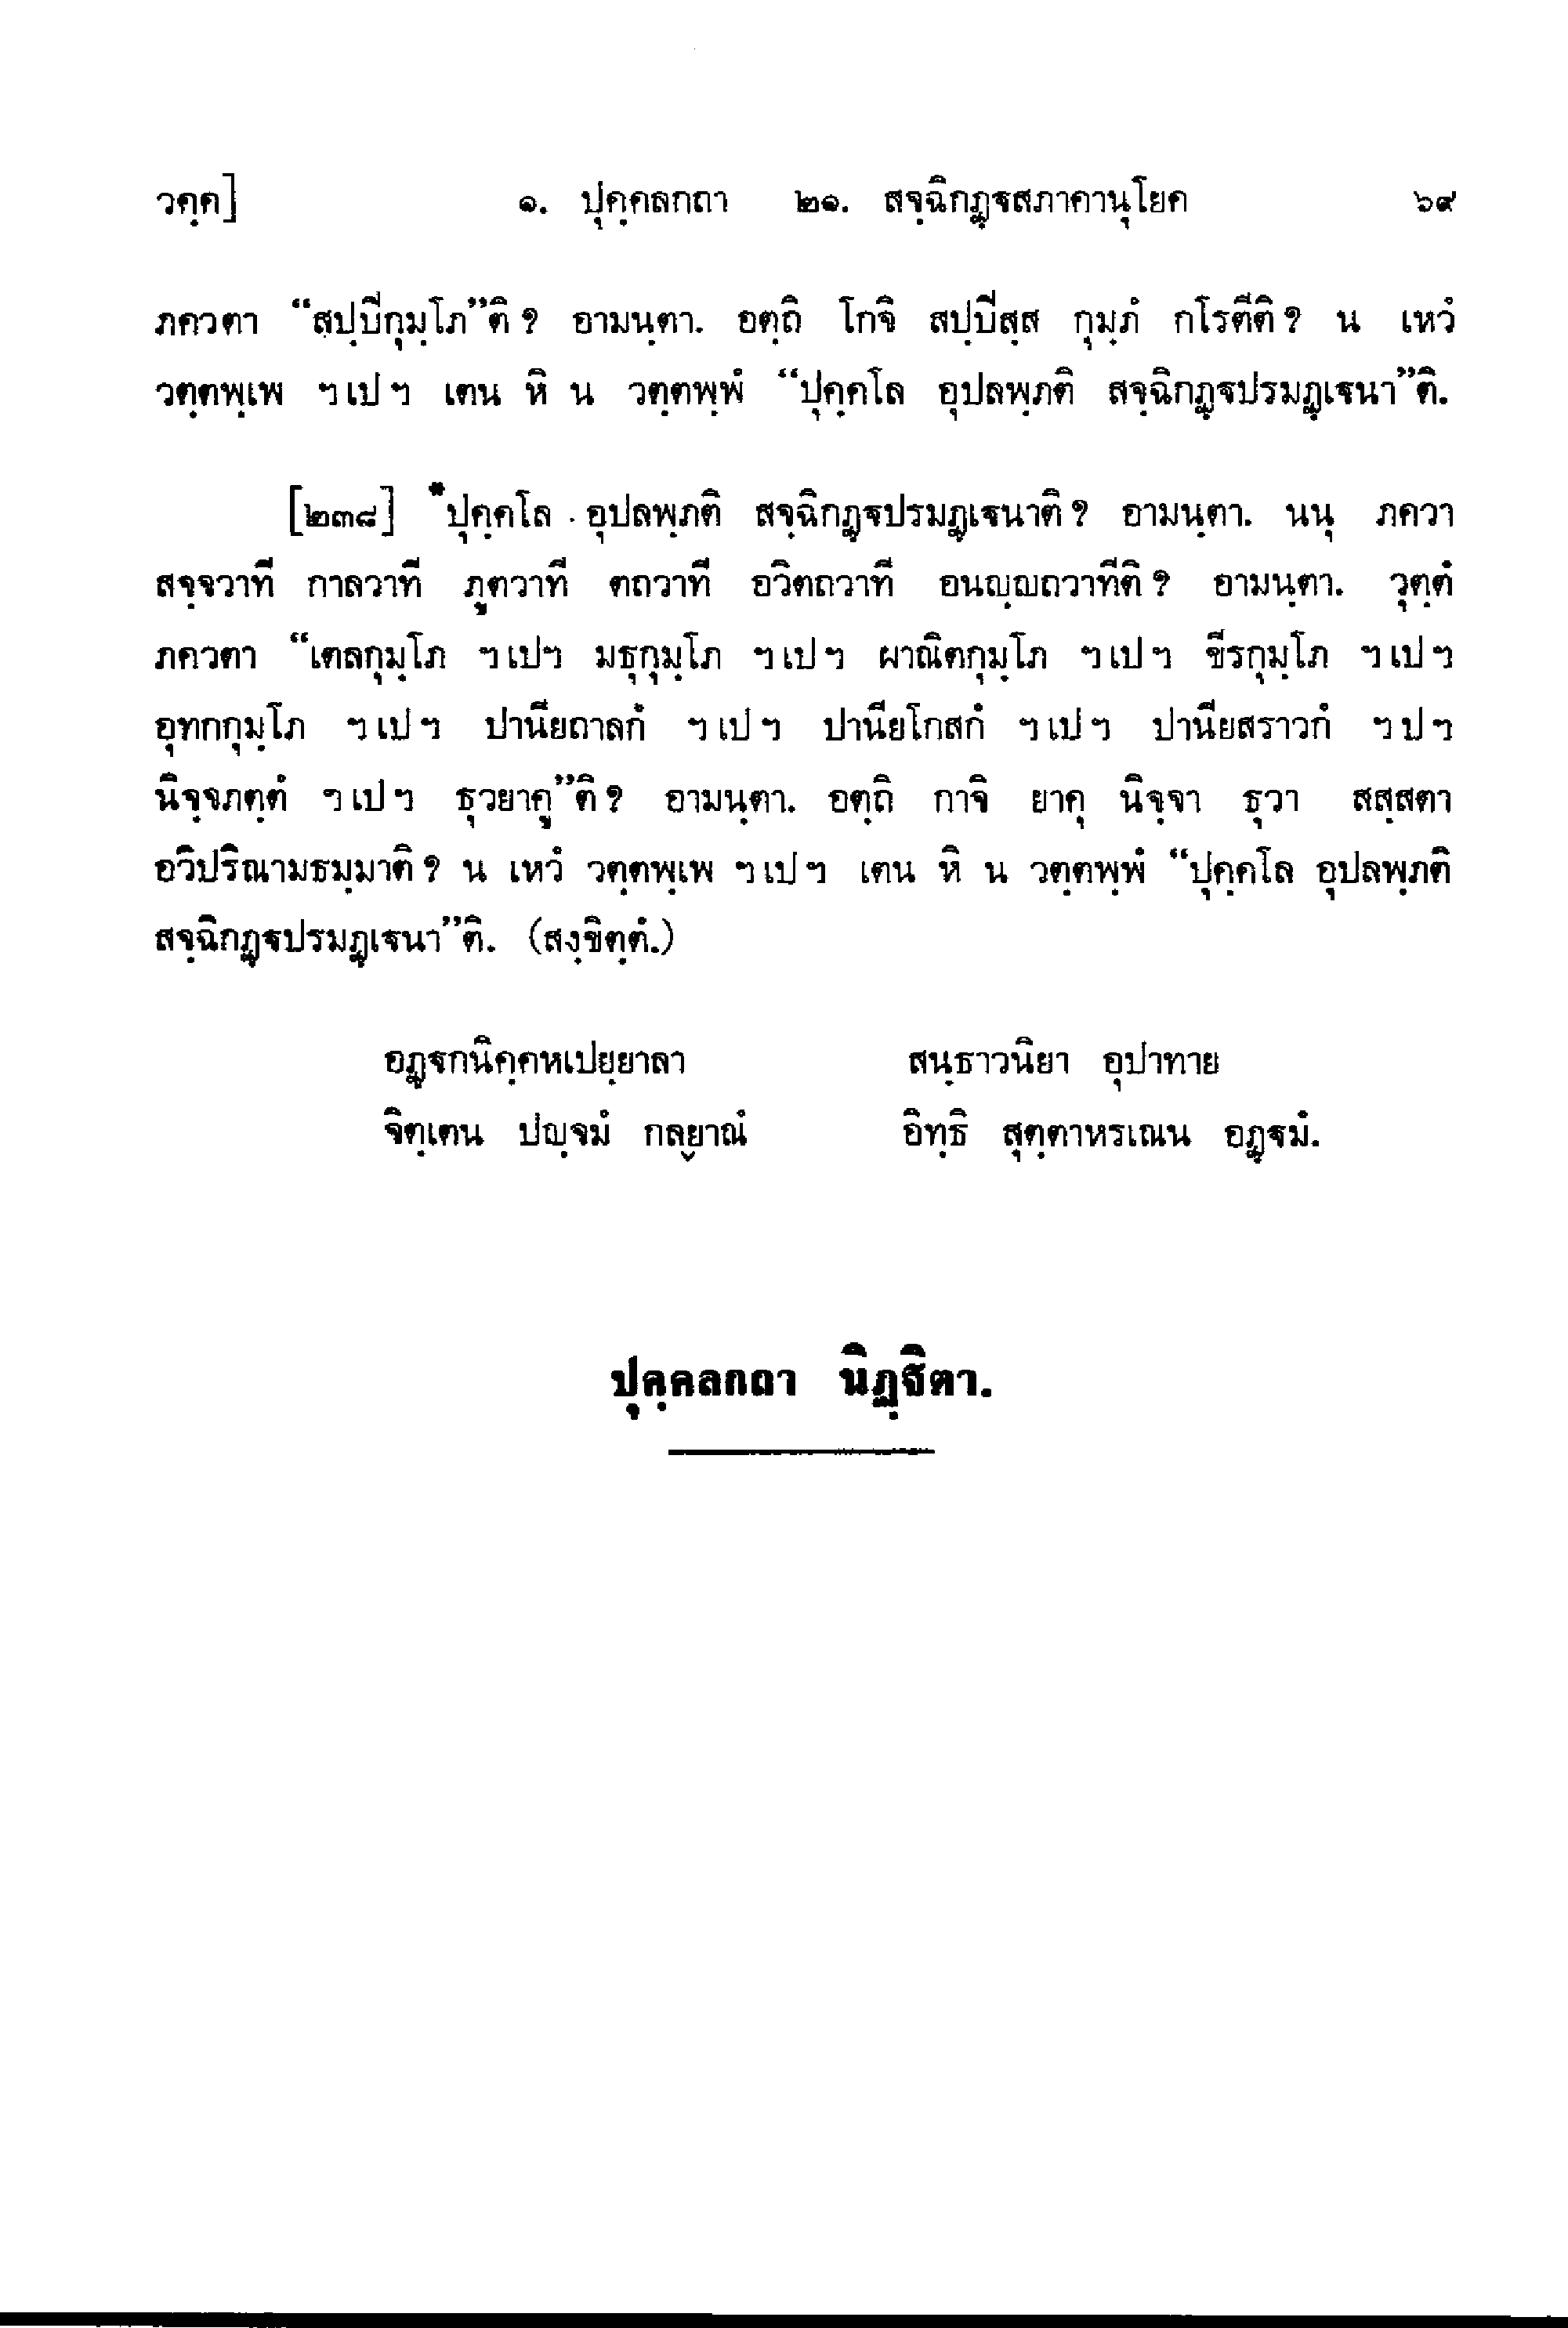 วคฺค] ๑. ปุคฺคลกถา ๒๑. สจฺฉิกฏฺฐสภาคานุโยค ๖๙
ภควตา “สปฺปิกุมฺโภ”ติ? อามนฺตา. อตฺถิ โกจิ สปฺปิสฺส กุมฺภํ กโรตีติ? น เหวํ
วตฺตพฺเพ ฯเปฯ เตน หิ น วตฺตพฺพํ “ปุคฺคโล อุปลพฺภติ สจฺฉิกฏฺฐปรมฏฺเฐนา”ติ.
[๒๓๘] *ปุคฺคโล อุปลพฺภติ สจฺฉิกฏฺฐปรมฏฺเฐนาติ? อามนฺตา. นนุ ภควา
สจฺจวาที กาลวาที ภูตวาที ตถวาที อวิตถวาที อนญฺญถวาทีติ? อามนฺตา. วุตฺตํ
ภควตา “เตลกุมฺโภ ฯเปฯ มธุกุมฺโภ ฯเปฯ ผาณิตกุมฺโภ ฯเปฯ ขีรกุมฺโภ ฯเปฯ
อุทกกุมฺโภ ฯเปฯ ปานียถาลกํ ฯเปฯ ปานียโกสกํ ฯเปฯ ปานียสราวกํ ฯปฯ
นิจฺจภตฺตํ ฯเปฯ ธุวยาคู”ติ? อามนฺตา. อตฺถิ กาจิ ยาคุ นิจฺจา ธุวา สสฺสตา
อวิปริณามธมฺมาติ? น เหวํ วตฺตพฺเพ ฯเปฯ เตน หิ น วตฺตพฺพํ “ปุคฺคโล อุปลพฺภติ
สจฺฉิกฏฺฐปรมฏฺเฐนา”ติ. (สงฺขิตฺตํ.)
อฏฺฐกนิคฺคหเปยฺยาลา สนฺธาวนิยา อุปาทาย
จิตฺเตน ปญฺจมํ กลฺยาณํ อิทฺธิ สุตฺตาหรเณน อฏฺฐมํ.
ปุคฺคลกถา นิฏฺฐิตา.